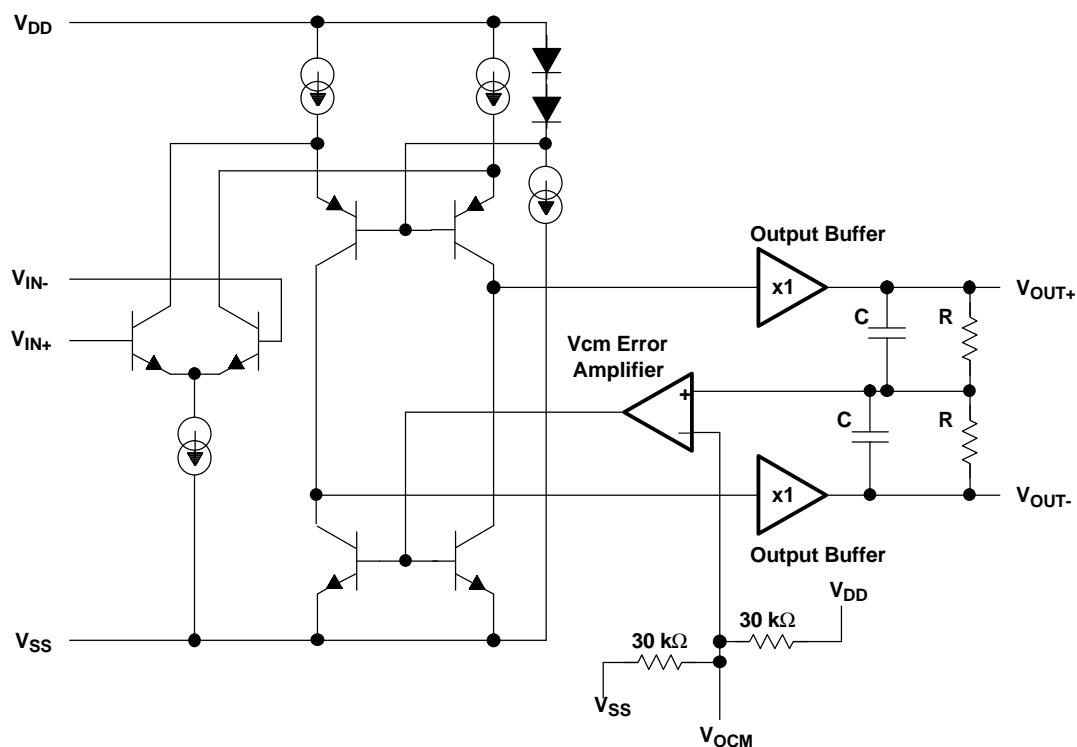 VDD
Output Buffer
VIN-
x1
VOUT+
C
R
VIN+
Vcm Error
Amplifier
+
–
C
R
x1
VOUT-
Output Buffer
VDD
VSS
30 kΩ
30 kΩ
VSS
VOCM